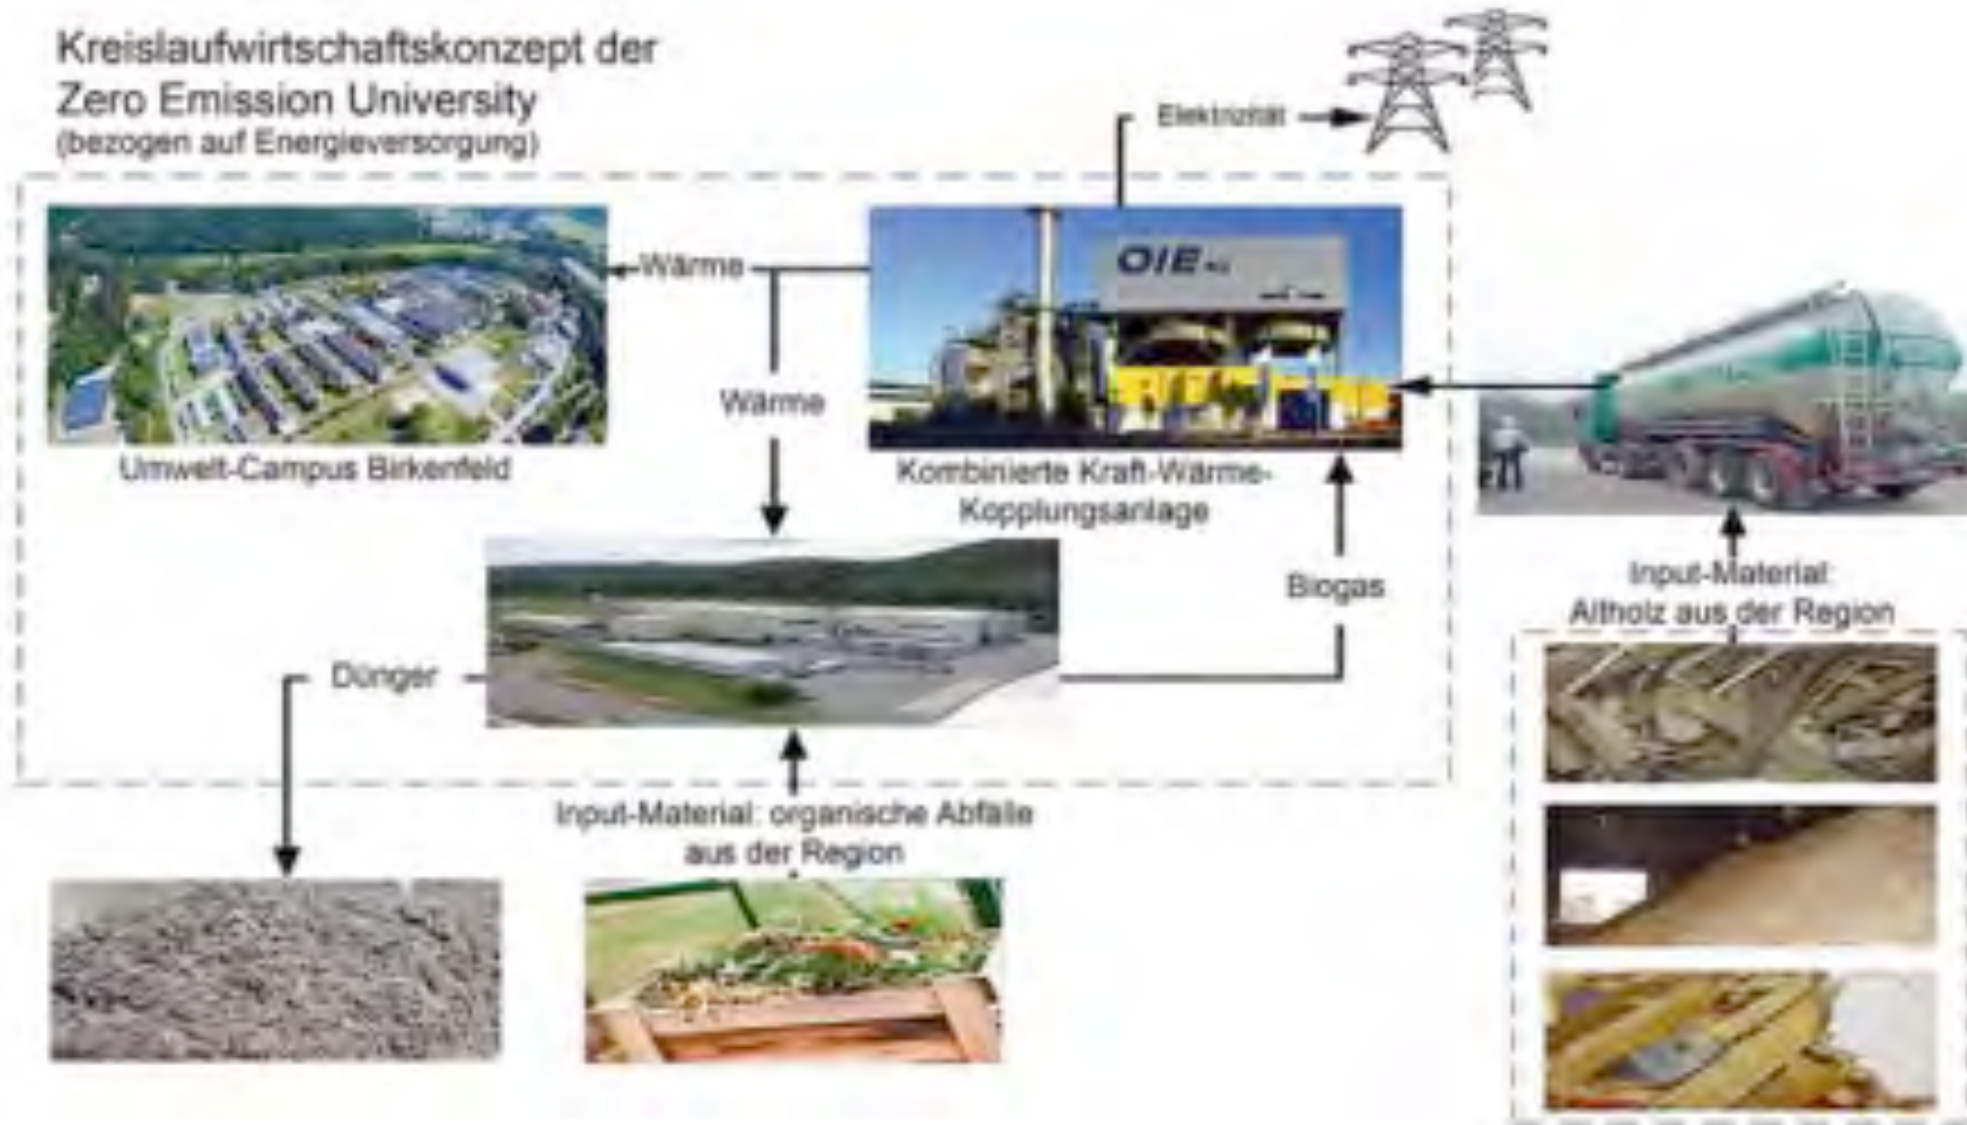 Kreislaufwirtschaftskonzept der
Zero Emission University
(bezogen auf Energieversorgung)
Elektrizität
OIE
Wärme
Wärme
Umwelt-Campus Birkenfeld
Kombinierte Kraft-Wärme-
Kopplungsanlage
Biogas
Input-Material:
Altholz aus der Region
Dünger
Input-Material: organische Abfälle
aus der Region